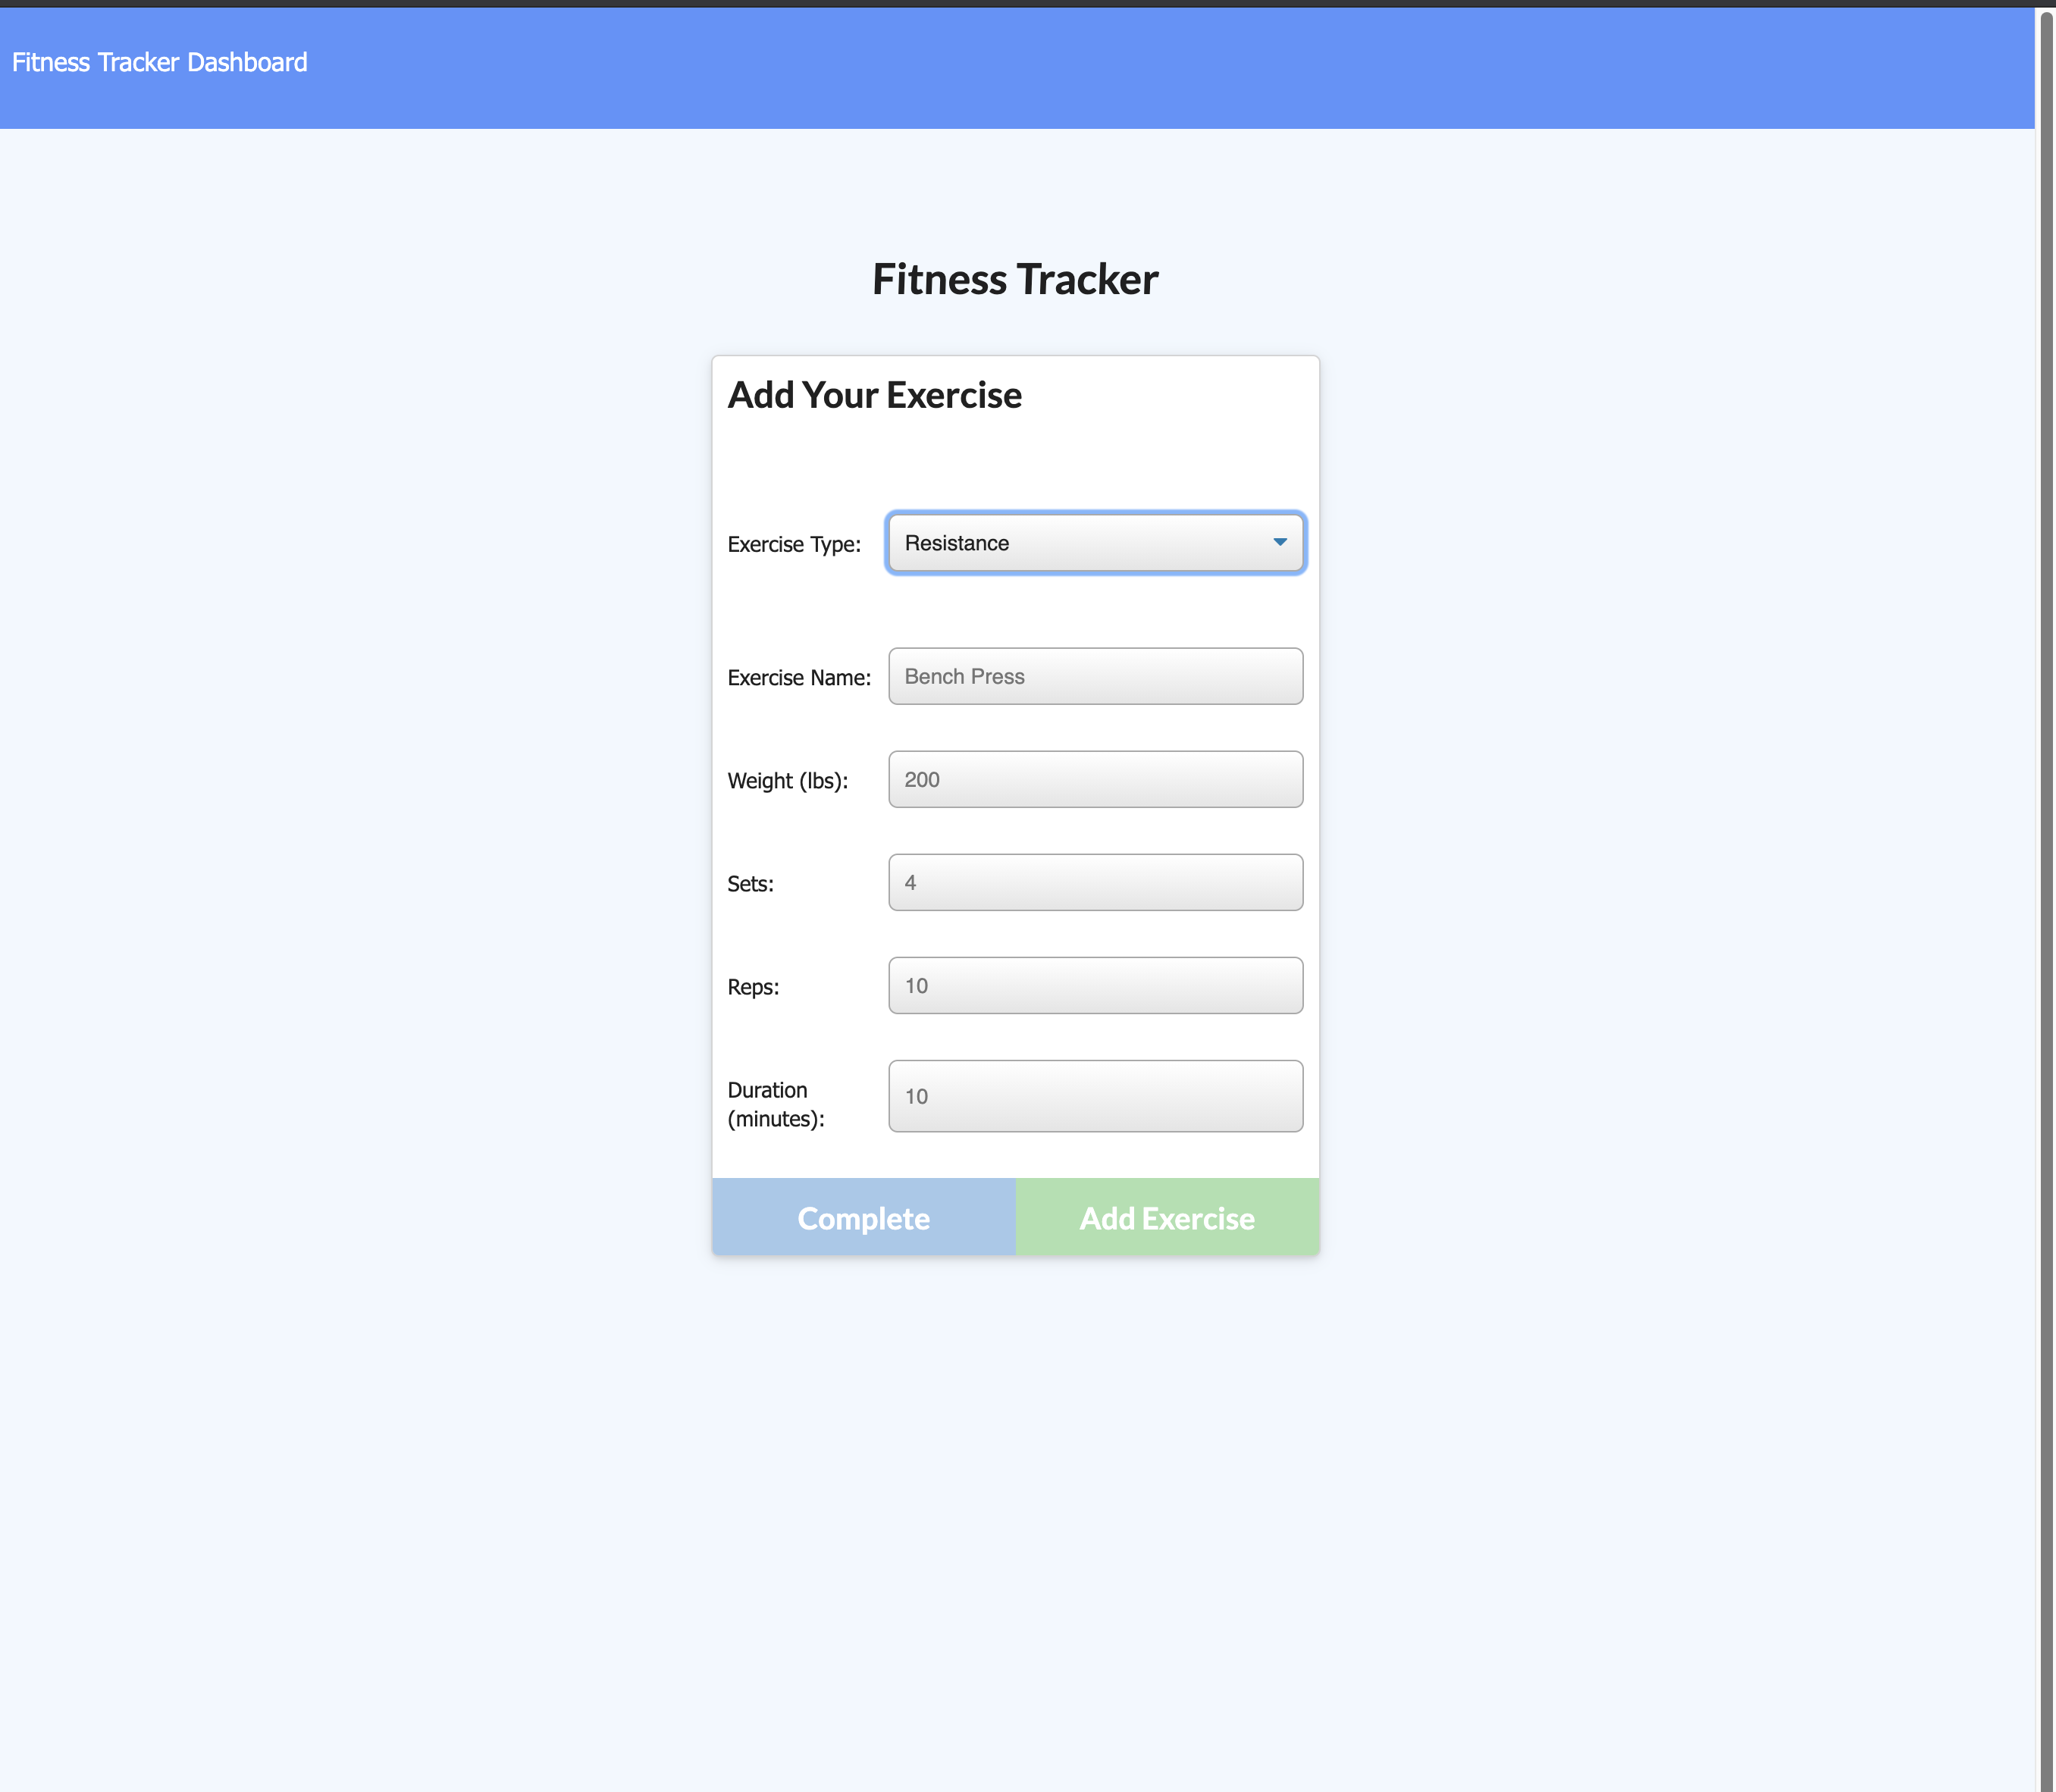 Fitness Tracker Dashboard
Fitness Tracker
Add Your Exercise
Exercise Type: Resistance
Exercise Name: Bench Press
Weight (lbs): 200
Sets: 4
Reps: 10
Duration
(minutes): 10
Complete Add Exercise